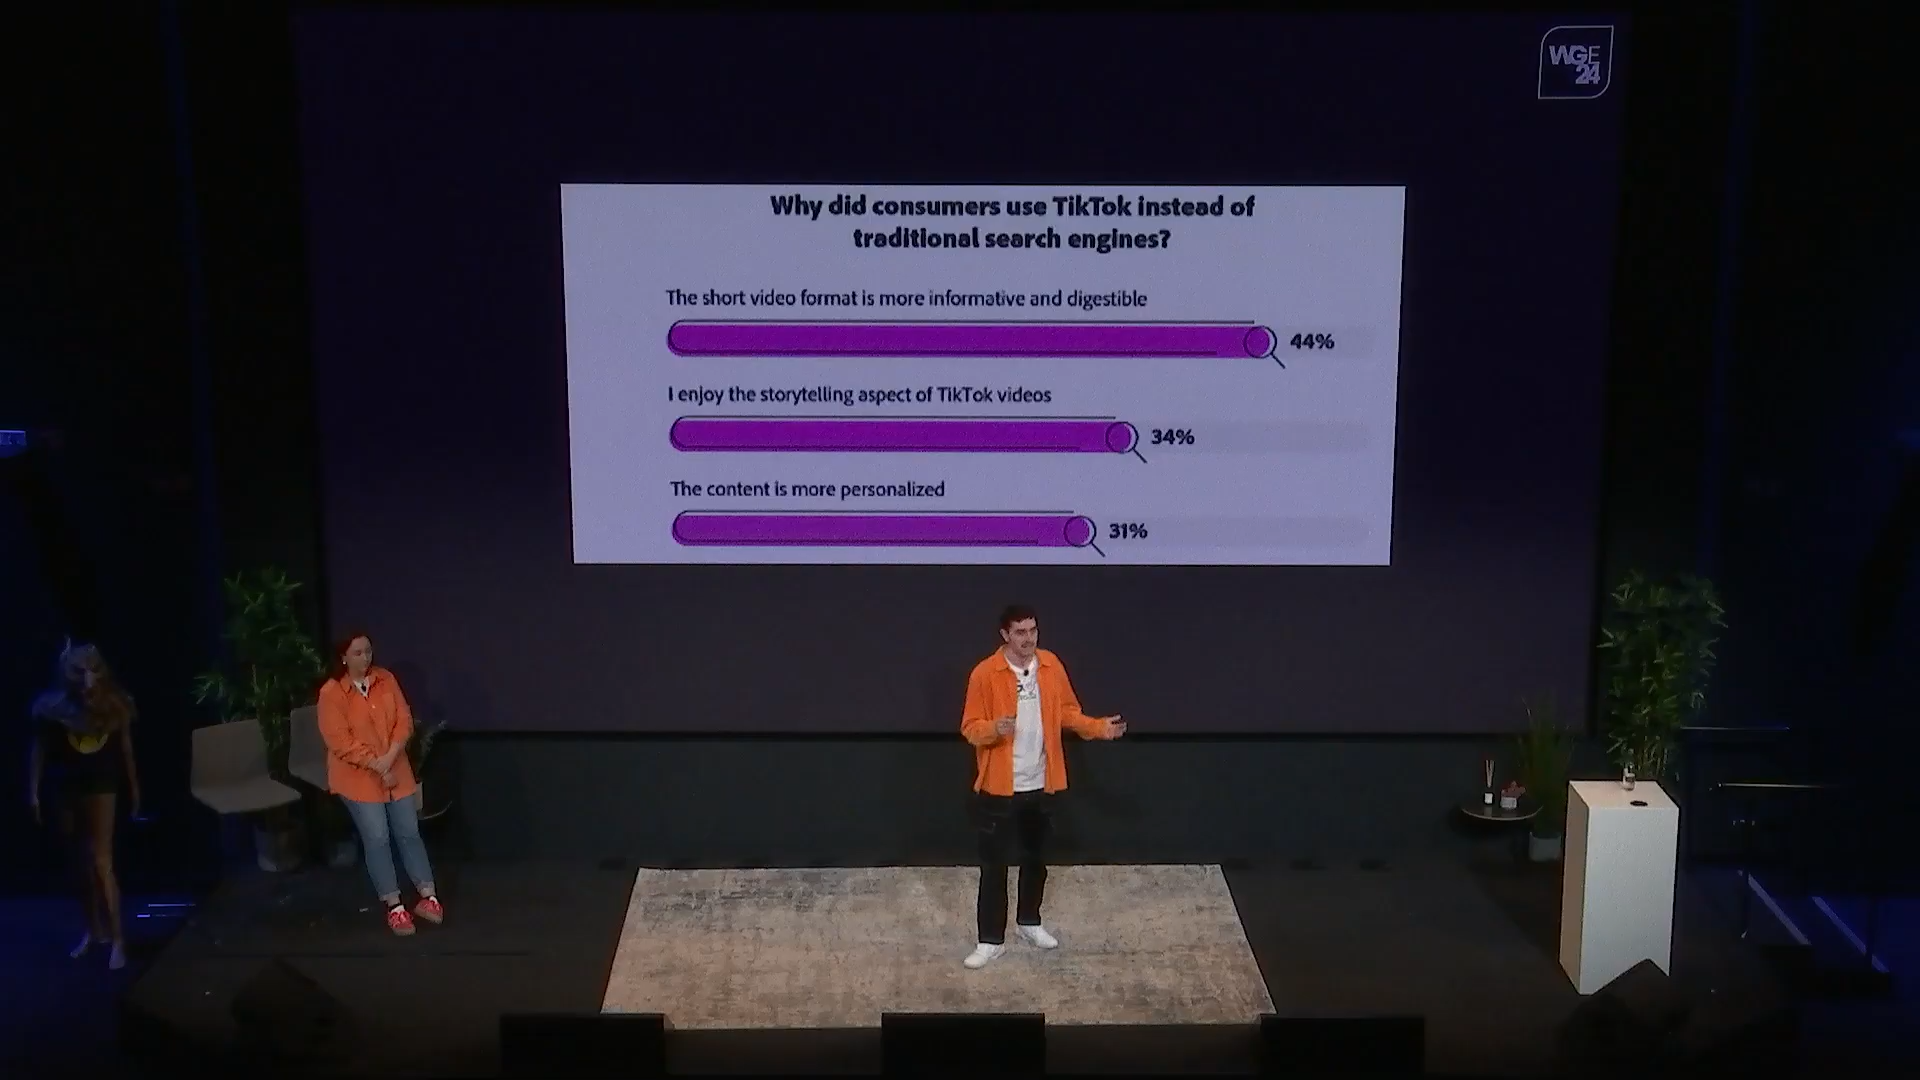 WGE
24
Why did consumers use TikTok instead of
traditional search engines?
The short video format is more informative and digestible
44%
I enjoy the storytelling aspect of TikTok videos
34%
The content is more personalized
31%